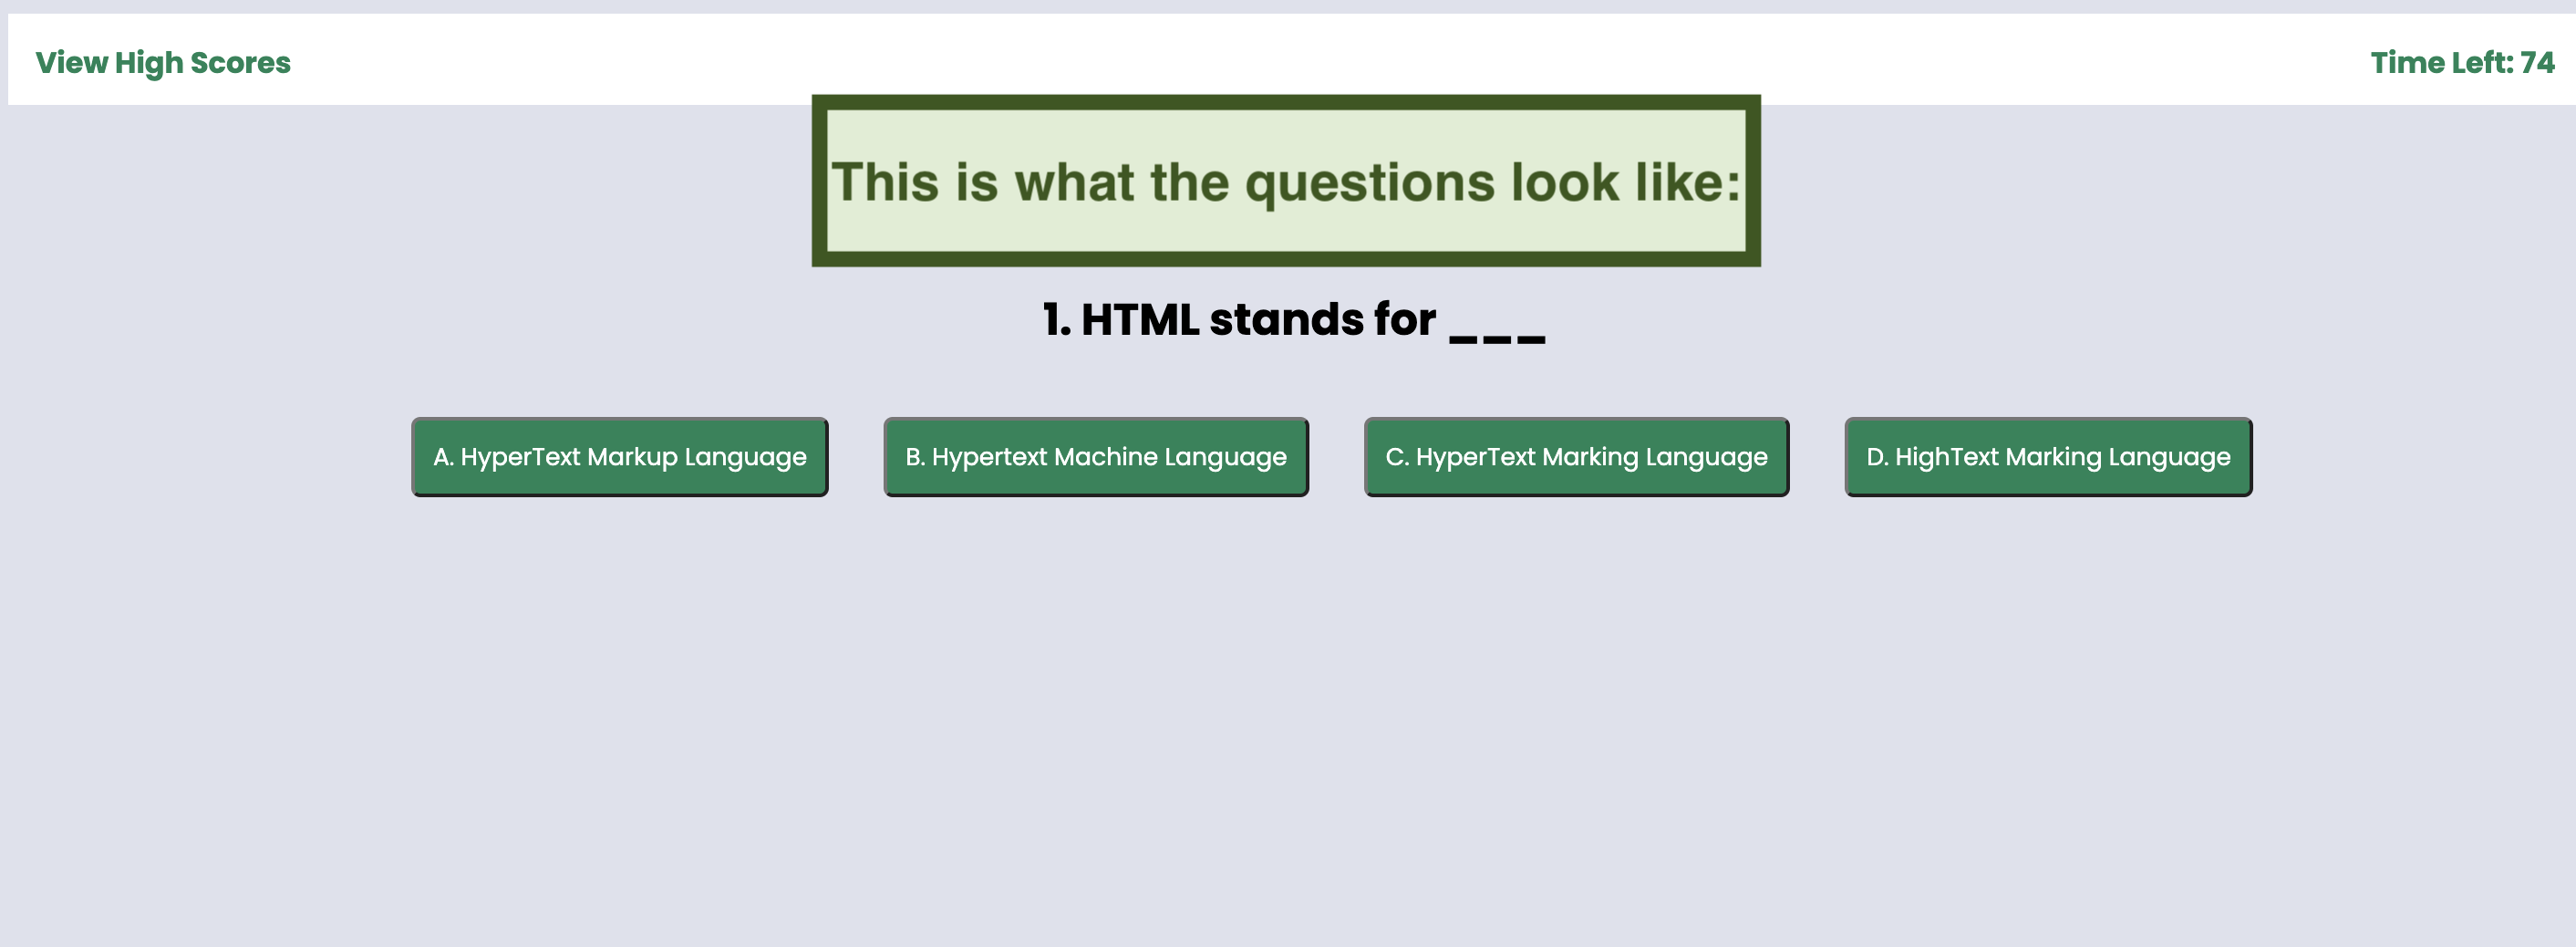 View High Scores
Time Left: 74
This is what the questions look like:
1. HTML stands for ___
A. HyperText Markup Language
B. Hypertext Machine Language
C. HyperText Marking Language
D. HighText Marking Language